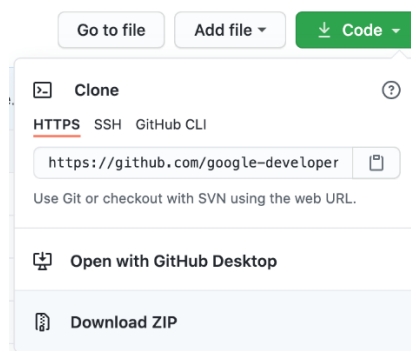 Go to file Add file Code
Clone
HTTPS SSH GitHub CLI
https://github.com/google-developer
Use Git or checkout with SVN using the web URL.
Open with GitHub Desktop
Download ZIP